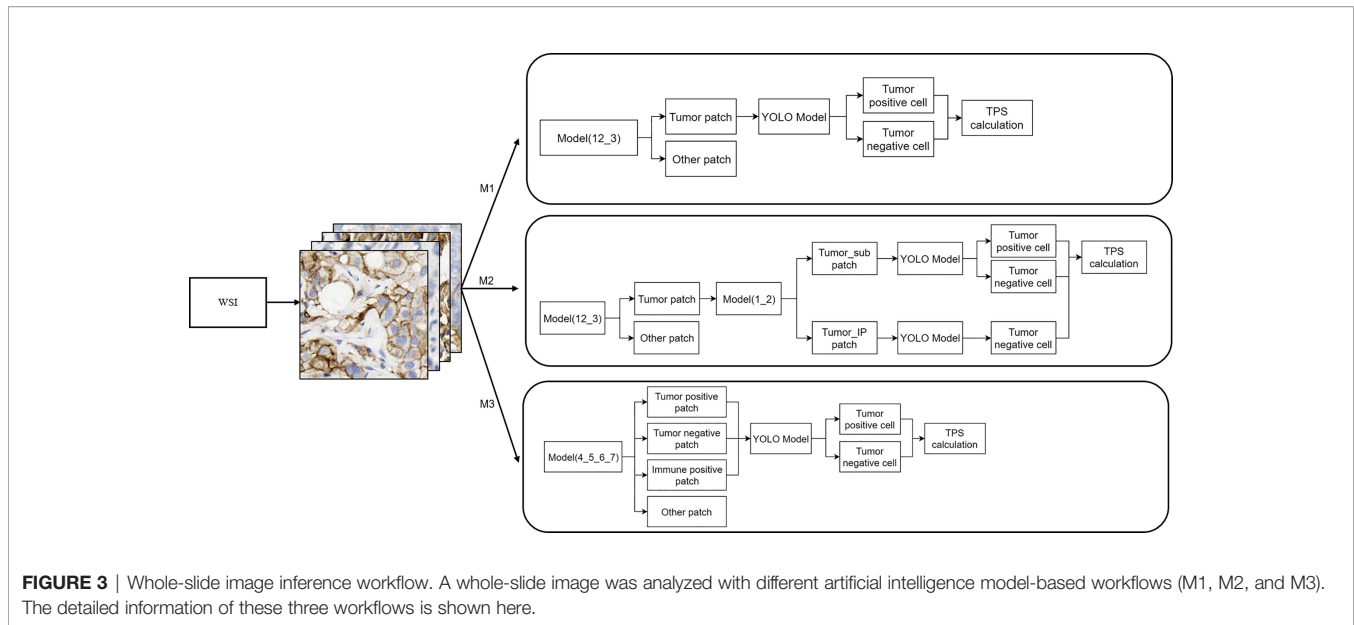 WSI
M1
M2
M3
Model(12_3)
Tumor patch
Other patch
YOLO Model
Tumor
positive cell
Tumor
negative cell
TPS
calculation
Model(12_3)
Tumor patch
Other patch
Model(1_2)
Tumor_sub
patch
Tumor_IP
patch
YOLO Model
YOLO Model
Tumor
positive cell
Tumor
negative cell
Tumor
negative cell
TPS
calculation
Model(4_5_6_7)
Tumor positive
patch
Tumor negative
patch
Immune positive
patch
Other patch
YOLO Model
Tumor
positive cell
Tumor
negative cell
TPS
calculation
FIGURE 3 | Whole-slide image inference workflow. A whole-slide image was analyzed with different artificial intelligence model-based workflows (M1, M2, and M3).
The detailed information of these three workflows is shown here.